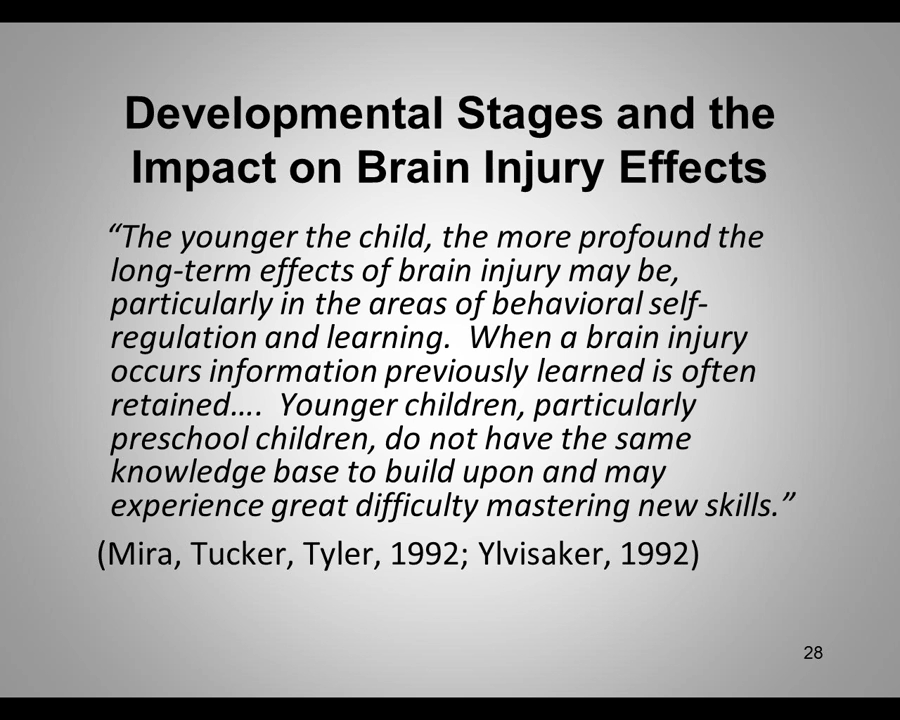 Developmental Stages and the
Impact on Brain Injury Effects
“The younger the child, the more profound the
long-term effects of brain injury may be,
particularly in the areas of behavioral self-
regulation and learning.  When a brain injury
occurs information previously learned is often
retained….  Younger children, particularly
preschool children, do not have the same
knowledge base to build upon and may
experience great difficulty mastering new skills.”
(Mira, Tucker, Tyler, 1992; Ylvisaker, 1992)
28